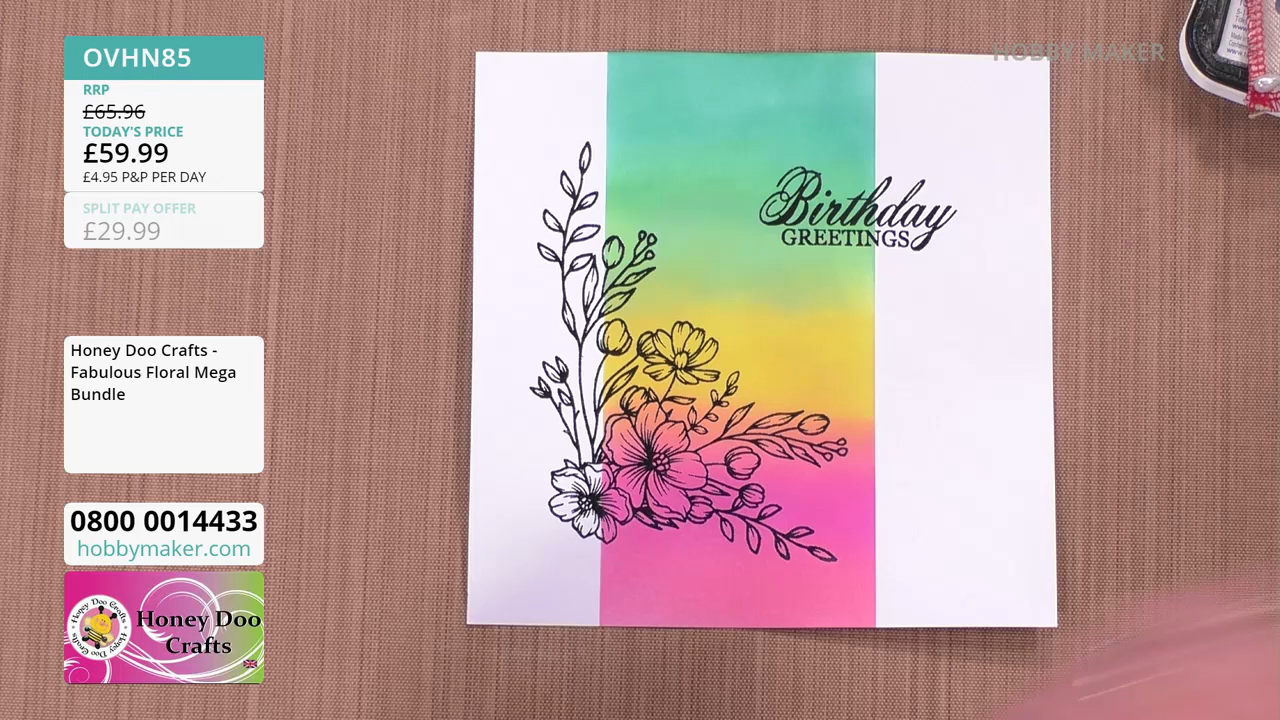 OVHN85
RRP
£65.96
TODAY'S PRICE
£59.99
£4.95 P&P PER DAY
SPLIT PAY OFFER
£29.99
Honey Doo Crafts -
Fabulous Floral Mega
Bundle
0800 0014433
hobbymaker.com
Honey Doo
Crafts
HOBBY MAKER
Birthday
GREETINGS